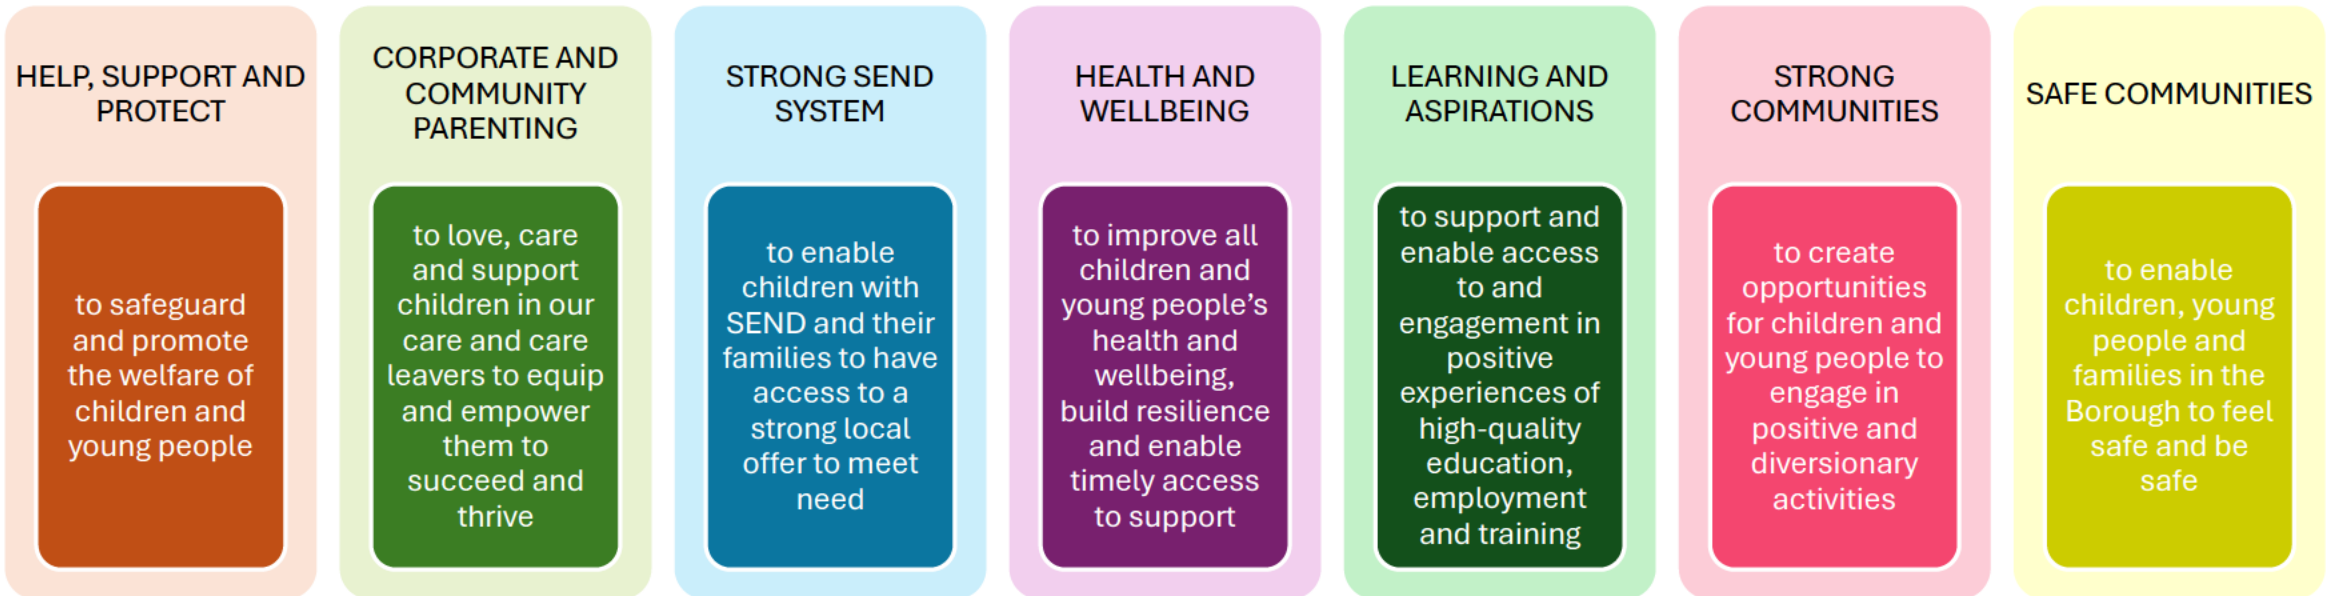 HELP, SUPPORT AND
PROTECT
to safeguard
and promote
the welfare of
children and
young people
CORPORATE AND
COMMUNITY
PARENTING
to love, care
and support
children in our
care and care
leavers to equip
and empower
them to
succeed and
thrive
STRONG SEND
SYSTEM
to enable
children with
SEND and their
families to have
access to a
strong local
offer to meet
need
HEALTH AND
WELLBEING
to improve all
children and
young people’s
health and
wellbeing,
build resilience
and enable
timely access
to support
LEARNING AND
ASPIRATIONS
to support and
enable access
to and
engagement in
positive
experiences of
high-quality
education,
employment
and training
STRONG
COMMUNITIES
to create
opportunities
for children and
young people to
engage in
positive and
diversionary
activities
SAFE COMMUNITIES
to enable
children, young
people and
families in the
Borough to feel
safe and be
safe